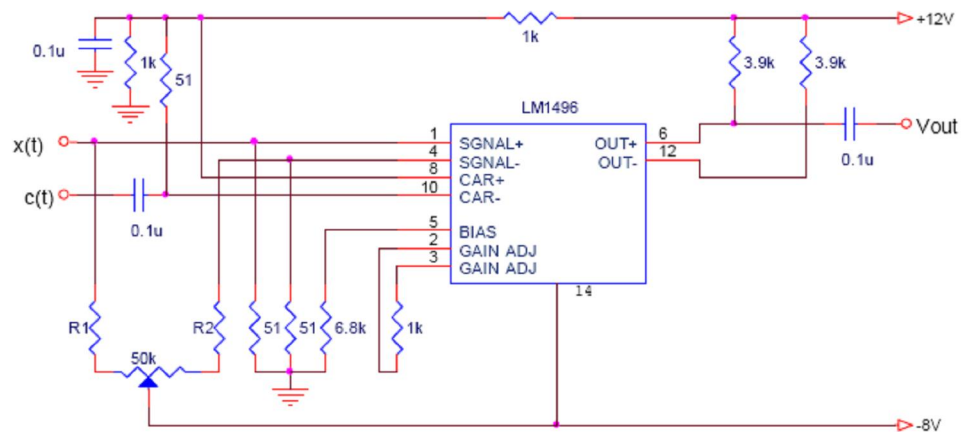 0.1u
1k
51
1k
+12V
3.9k
3.9k
LM1496
x(t)
c(t)
0.1u
1
4
8
10
5
2
3
SGNAL+
SGNAL-
CAR+
CAR-
BIAS
GAIN ADJ
GAIN ADJ
OUT+
OUT-
6
12
14
0.1u
Vout
R1
50k
R2
51
51
6.8k
1k
-8V